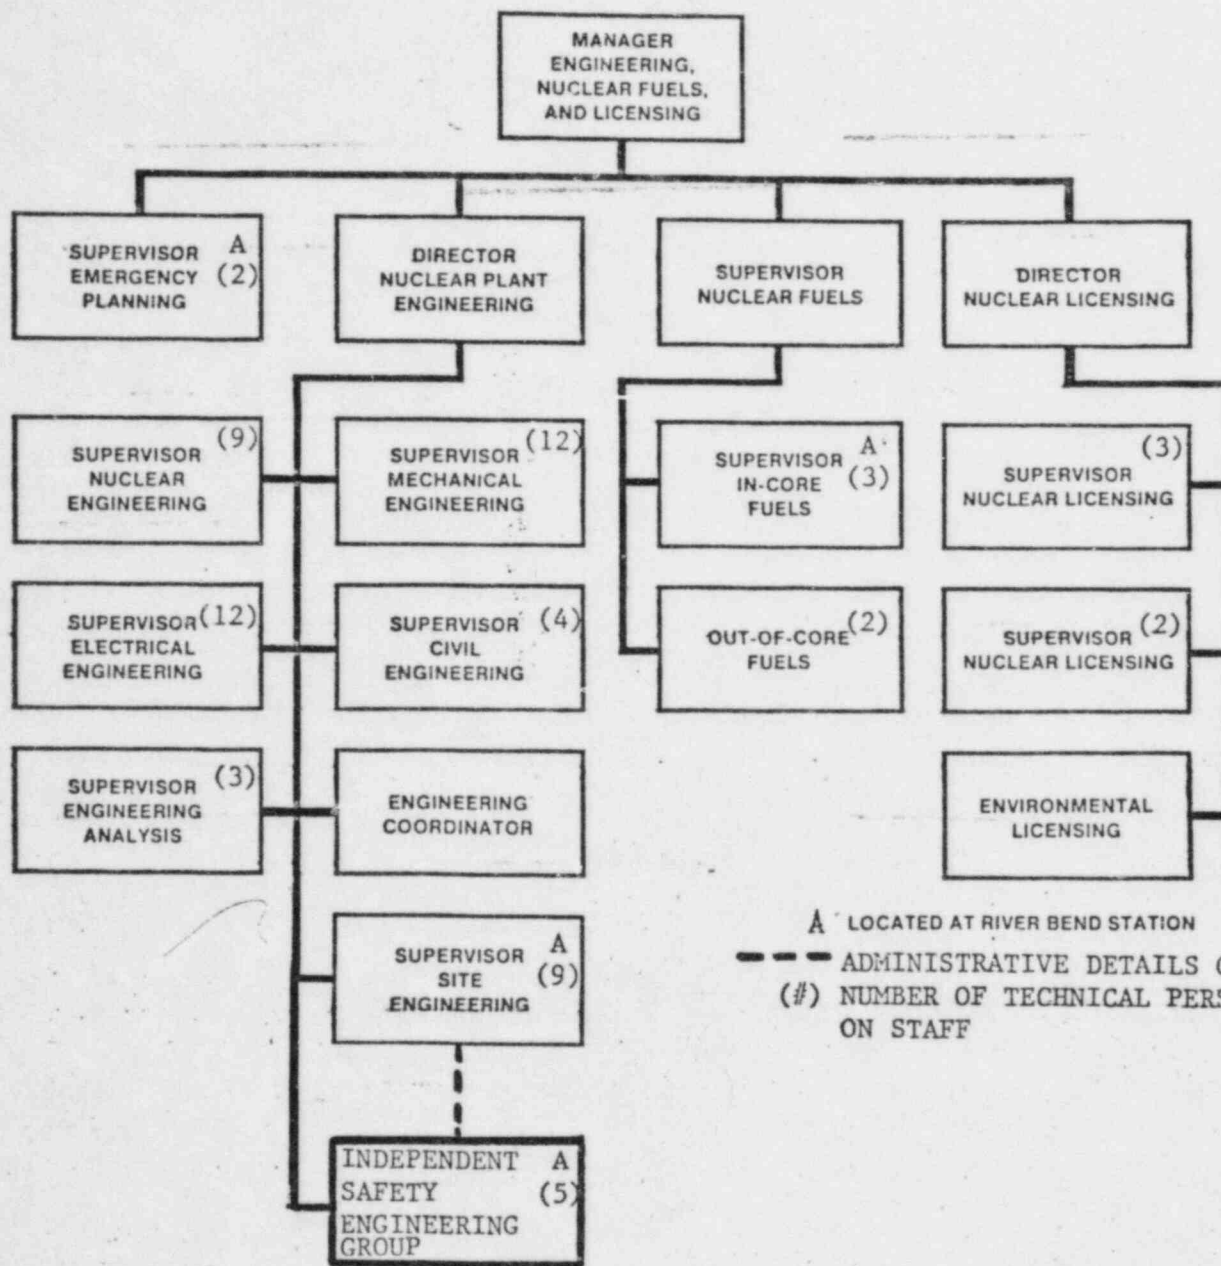 MANAGER
ENGINEERING,
NUCLEAR FUELS,
AND LICENSING
SUPERVISOR A
EMERGENCY (2)
PLANNING
DIRECTOR
NUCLEAR PLANT
ENGINEERING
SUPERVISOR
NUCLEAR FUELS
DIRECTOR
NUCLEAR LICENSING
SUPERVISOR (9)
NUCLEAR
ENGINEERING
SUPERVISOR (12)
MECHANICAL
ENGINEERING
SUPERVISOR A
IN-CORE (3)
FUELS
(3)
SUPERVISOR
NUCLEAR LICENSING
SUPERVISOR (12)
ELECTRICAL
ENGINEERING
SUPERVISOR (4)
CIVIL
ENGINEERING
OUT-OF-CORE (2)
FUELS
SUPERVISOR (2)
NUCLEAR LICENSING
SUPERVISOR (3)
ENGINEERING
ANALYSIS
ENGINEERING
COORDINATOR
ENVIRONMENTAL
LICENSING
SUPERVISOR A
SITE (9)
ENGINEERING
INDEPENDENT A
SAFETY (5)
ENGINEERING
GROUP
A LOCATED AT RIVER BEND STATION
ADMINISTRATIVE DETAILS
(#) NUMBER OF TECHNICAL
ON STAFF